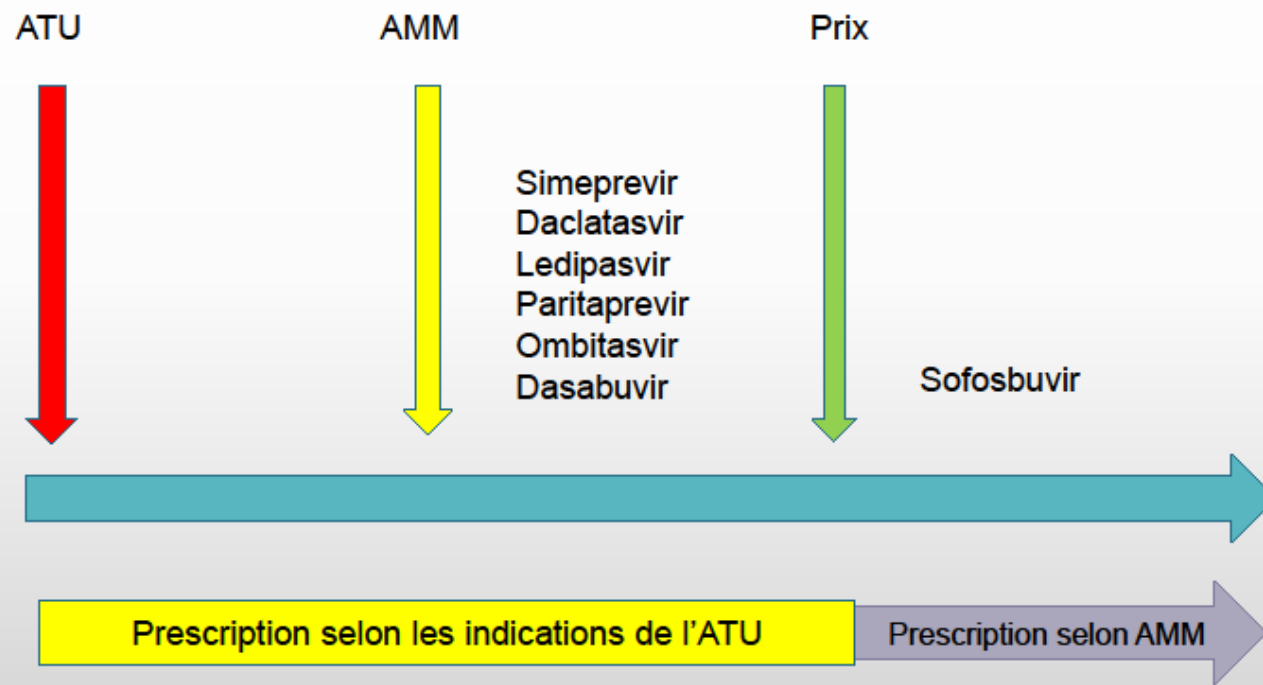 ATU
AMM
Prix
Simeprevir
Daclatasvir
Ledipasvir
Paritaprevir
Ombitasvir
Dasabuvir
Sofosbuvir
Prescription selon les indications de l’ATU
Prescription selon AMM